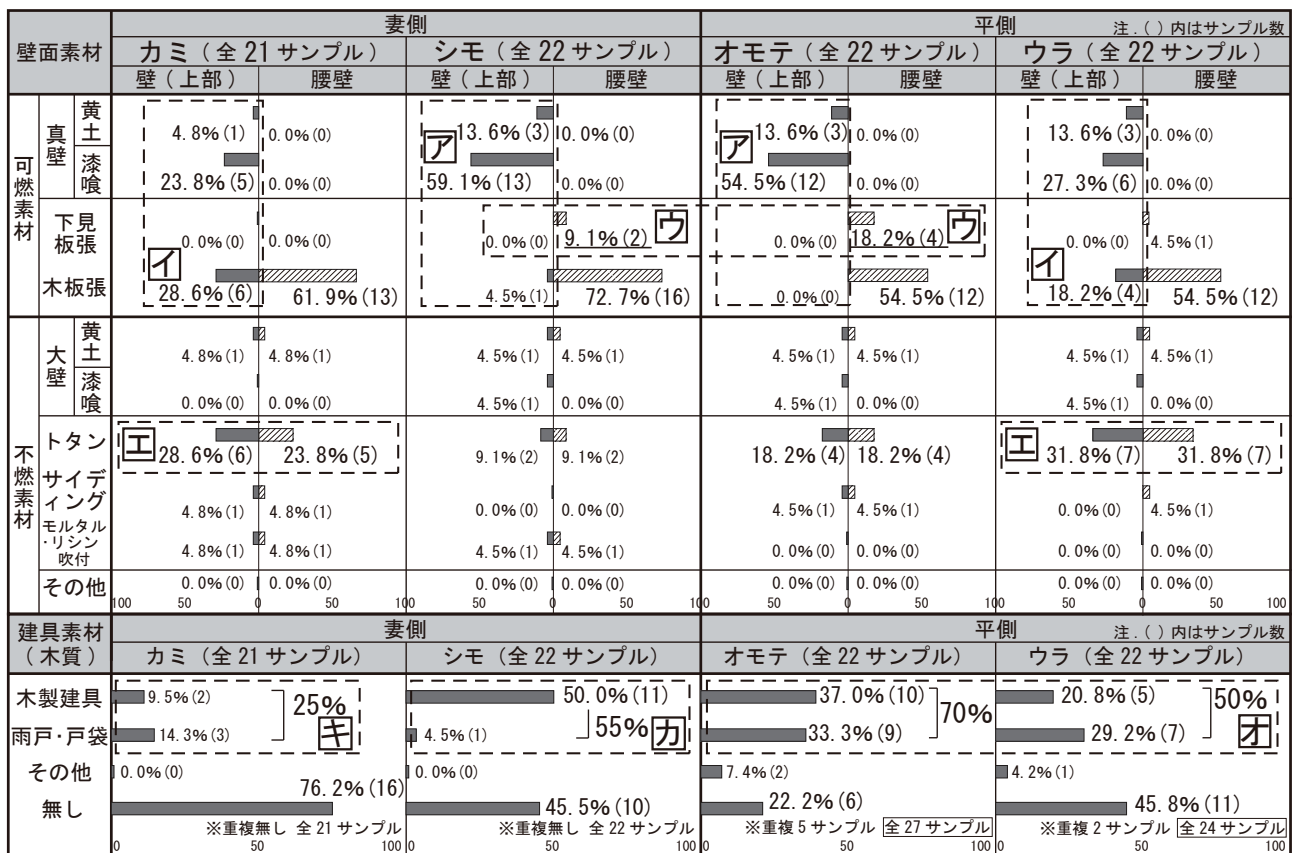 壁面素材 妻側 平側 注.( )内はサンプル数
カミ(全21サンプル) シモ(全22サンプル) オモテ(全22サンプル) ウラ(全22サンプル)
壁(上部) 腰壁 壁(上部) 腰壁 壁(上部) 腰壁 壁(上部) 腰壁
可燃素材
真壁
黄土
4.8%(1) 0.0%(0) 13.6%(3) 0.0%(0) 13.6%(3) 0.0%(0) 13.6%(3) 0.0%(0)
ア ア
漆喰
23.8%(5) 0.0%(0) 59.1%(13) 0.0%(0) 54.5%(12) 0.0%(0) 27.3%(6) 0.0%(0)
下見板張
0.0%(0) 0.0%(0) 0.0%(0) 9.1%(2) ウ 0.0%(0) 18.2%(4) ウ 0.0%(0) 4.5%(1)
イ イ
木板張
28.6%(6) 61.9%(13) 4.5%(1) 72.7%(16) 0.0%(0) 54.5%(12) 18.2%(4) 54.5%(12)
不燃素材
大壁
黄土
4.8%(1) 4.8%(1) 4.5%(1) 4.5%(1) 4.5%(1) 4.5%(1) 4.5%(1) 4.5%(1)
漆喰
0.0%(0) 0.0%(0) 4.5%(1) 0.0%(0) 4.5%(1) 0.0%(0) 4.5%(1) 0.0%(0)
トタン
エ 28.6%(6) 23.8%(5) 9.1%(2) 9.1%(2) 18.2%(4) 18.2%(4) エ 31.8%(7) 31.8%(7)
サイディング
4.8%(1) 4.8%(1) 0.0%(0) 0.0%(0) 4.5%(1) 4.5%(1) 0.0%(0) 4.5%(1)
モルタル・リシン吹付
4.8%(1) 4.8%(1) 4.5%(1) 4.5%(1) 0.0%(0) 0.0%(0) 0.0%(0) 0.0%(0)
その他 0.0%(0) 0.0%(0) 0.0%(0) 0.0%(0) 0.0%(0) 0.0%(0) 0.0%(0) 0.0%(0)
100 50 0 50 100 50 0 50 100 50 0 50 100 50 0 50 100
建具素材 妻側 平側 注.( )内はサンプル数
(木質) カミ(全21サンプル) シモ(全22サンプル) オモテ(全22サンプル) ウラ(全22サンプル)
木製建具 9.5%(2) 50.0%(11) 37.0%(10) 20.8%(5)
25% キ 55% カ 70% 50% オ
雨戸・戸袋 14.3%(3) 4.5%(1) 33.3%(9) 29.2%(7)
その他 0.0%(0) 0.0%(0) 7.4%(2) 4.2%(1)
無し 76.2%(16) 45.5%(10) 22.2%(6) 45.8%(11)
※重複無し 全21サンプル ※重複無し 全22サンプル ※重複5サンプル 全27サンプル ※重複2サンプル 全24サンプル
0 50 100 0 50 100 0 50 100 0 50 100